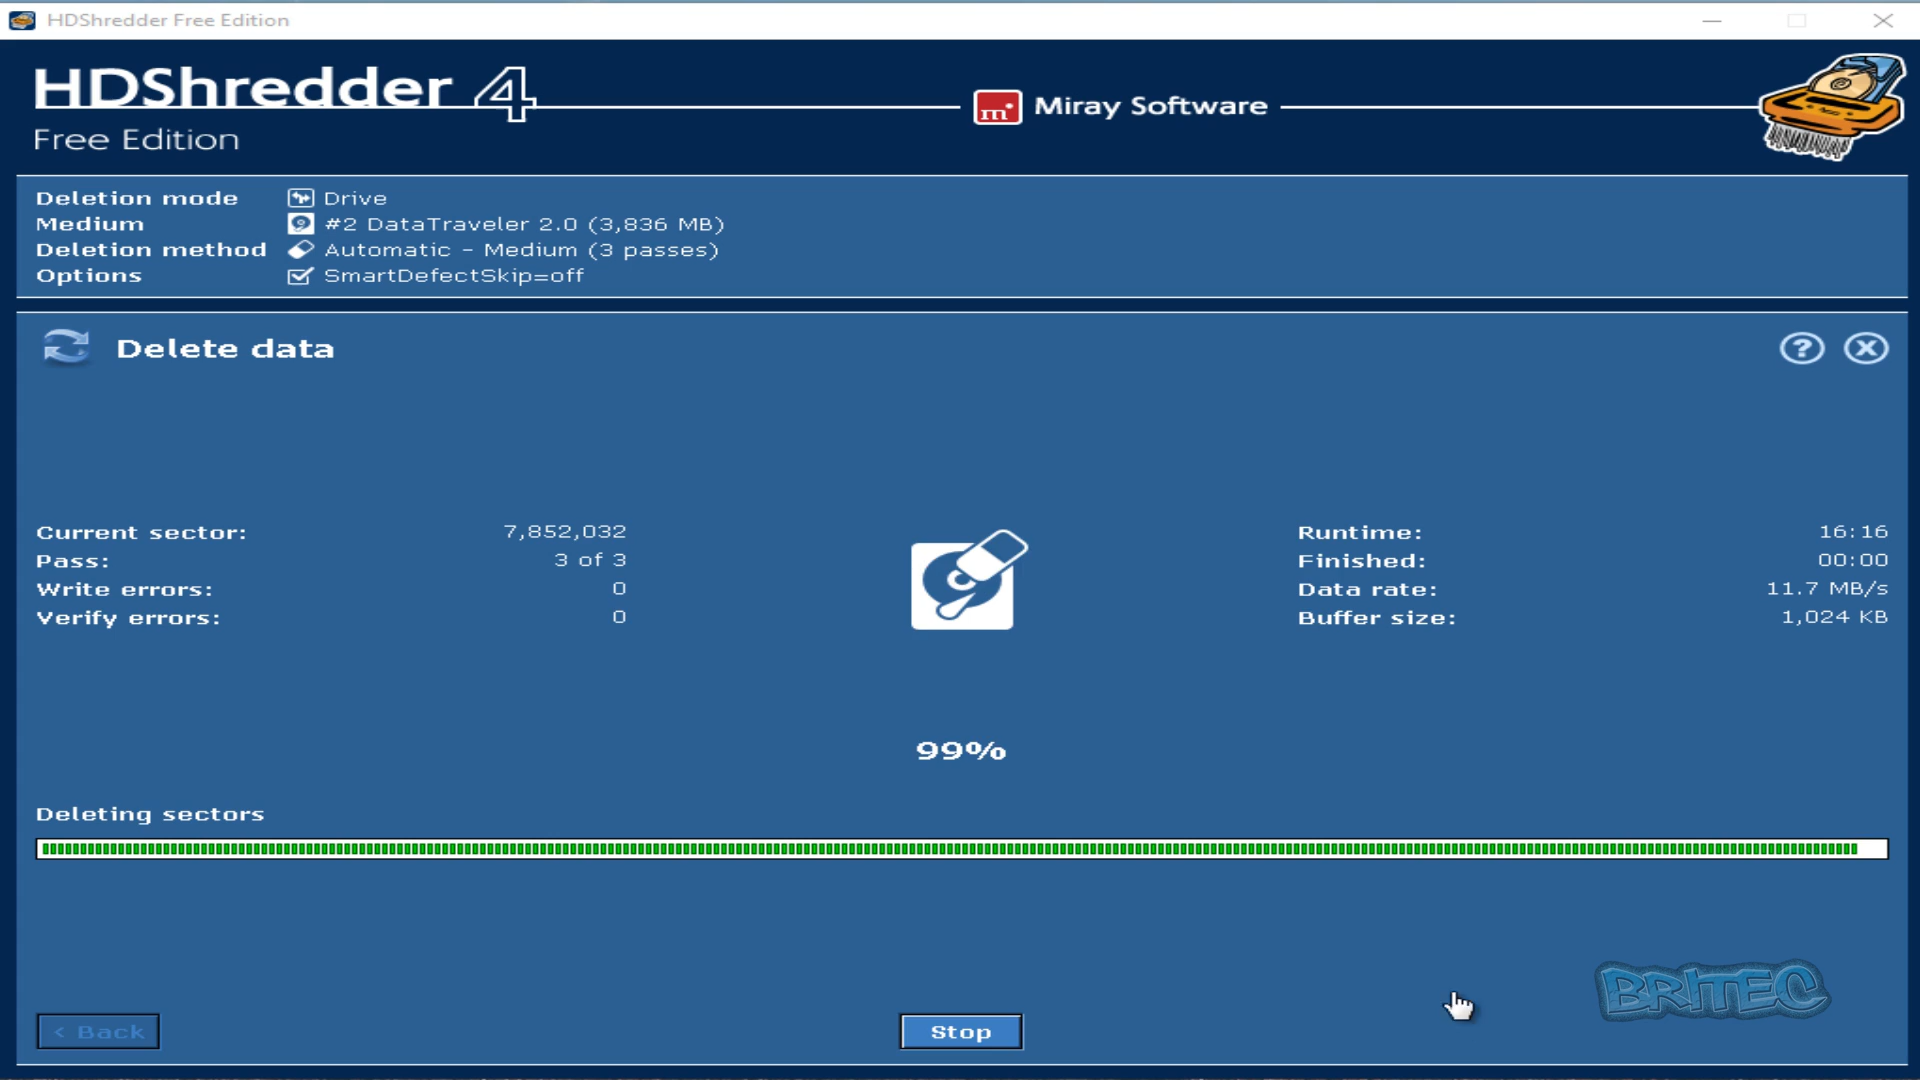 HDShredder Free Edition
HDShredder 4
Free Edition
m Miray Software
Deletion mode Drive
Medium #2 DataTraveler 2.0 (3,836 MB)
Deletion method Automatic - Medium (3 passes)
Options SmartDefectSkip=off
Delete data
Current sector: 7,852,032
Pass: 3 of 3
Write errors: 0
Verify errors: 0
Runtime: 16:16
Finished: 00:00
Data rate: 11.7 MB/s
Buffer size: 1,024 KB
99%
Deleting sectors
BRITEC
< Back
Stop